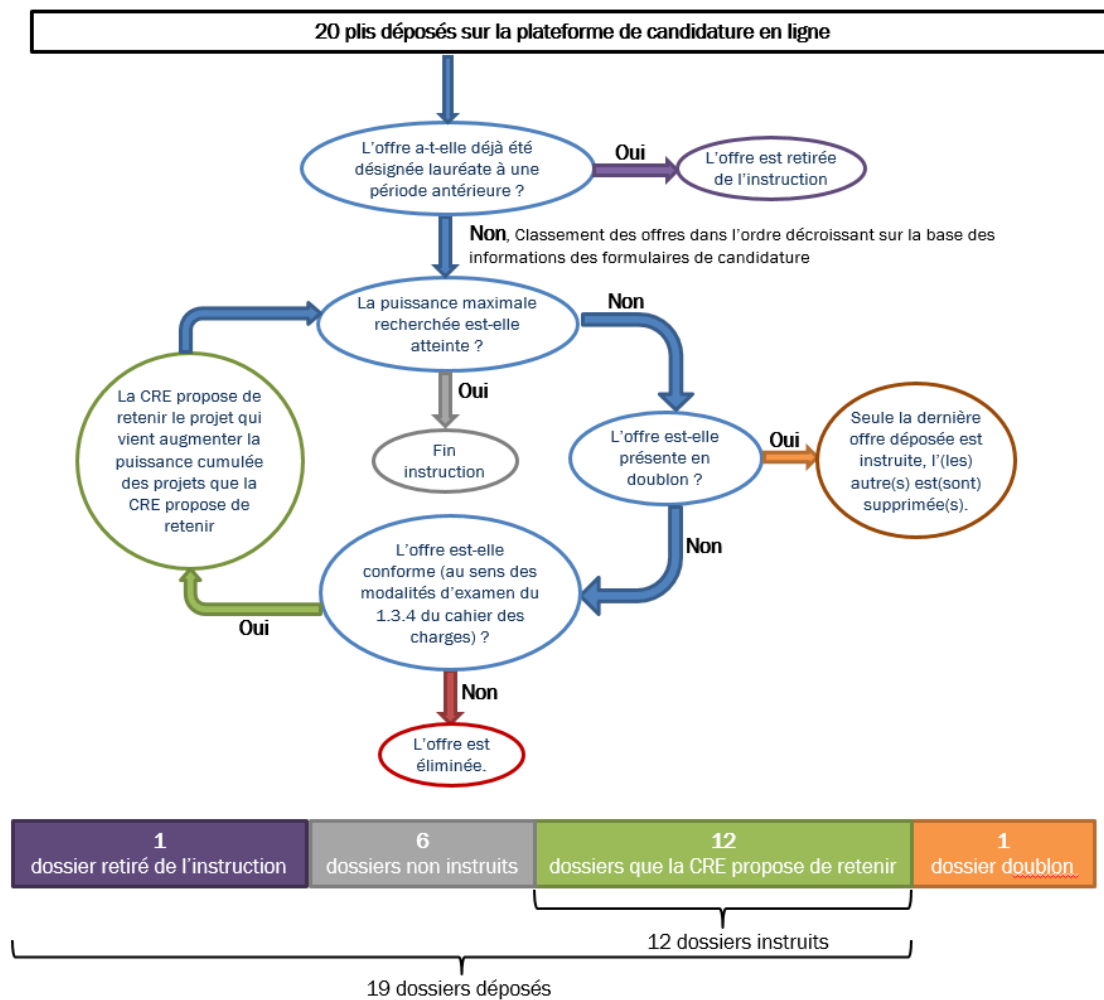 20 plis déposés sur la plateforme de candidature en ligne
L'offre a-t-elle déjà été
désignée lauréate à une
période antérieure ?
Oui
L'offre est retirée
de l'instruction
Non, Classement des offres dans l'ordre décroissant sur la base des
informations des formulaires de candidature
La puissance maximale
recherchée est-elle
atteinte ?
Non
Oui
Fin
instruction
La CRE propose de
retenir le projet qui
vient augmenter la
puissance cumulée
des projets que la
CRE propose de
retenir
L'offre est-elle
présente en
doublon ?
Oui
Seule la dernière
offre déposée est
instruite, l'(les)
autre(s) est(sont)
supprimée(s).
Non
L'offre est-elle
conforme (au sens des
modalités d'examen du
1.3.4 du cahier des
charges) ?
Oui
Non
L'offre est
éliminée.
1
dossier retiré de l'instruction
6
dossiers non instruits
12
dossiers que la CRE propose de retenir
1
dossier doublon
12 dossiers instruits
19 dossiers déposés